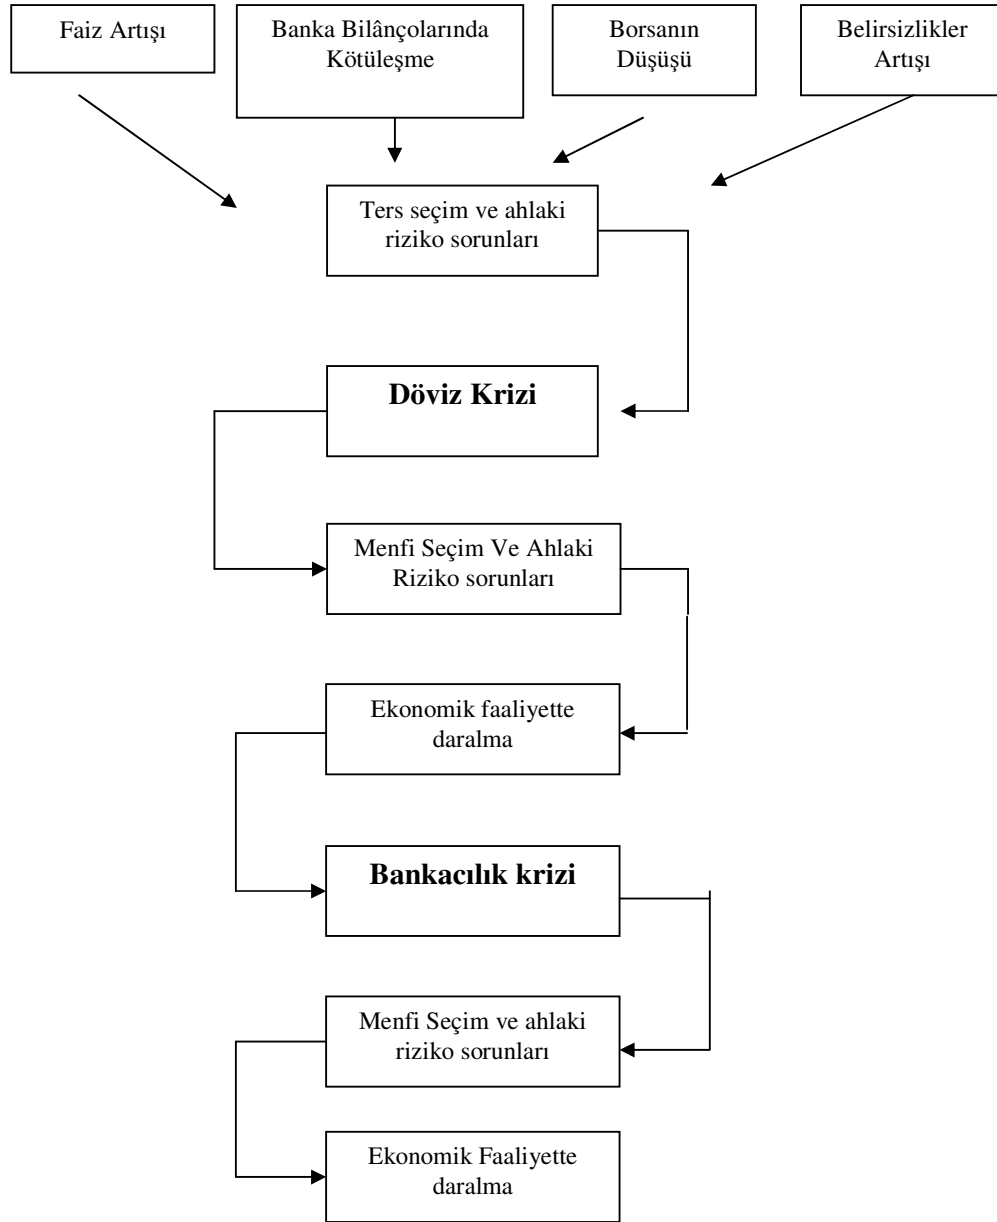 Faiz Artışı
Banka Bilânçolarında
Kötüleşme
Borsanın
Düşüşü
Belirsizlikler
Artışı
Ters seçim ve ahlaki
riziko sorunları
Döviz Krizi
Menfi Seçim Ve Ahlaki
Riziko sorunları
Ekonomik faaliyette
daralma
Bankacılık krizi
Menfi Seçim ve ahlaki
riziko sorunları
Ekonomik Faaliyette
daralma